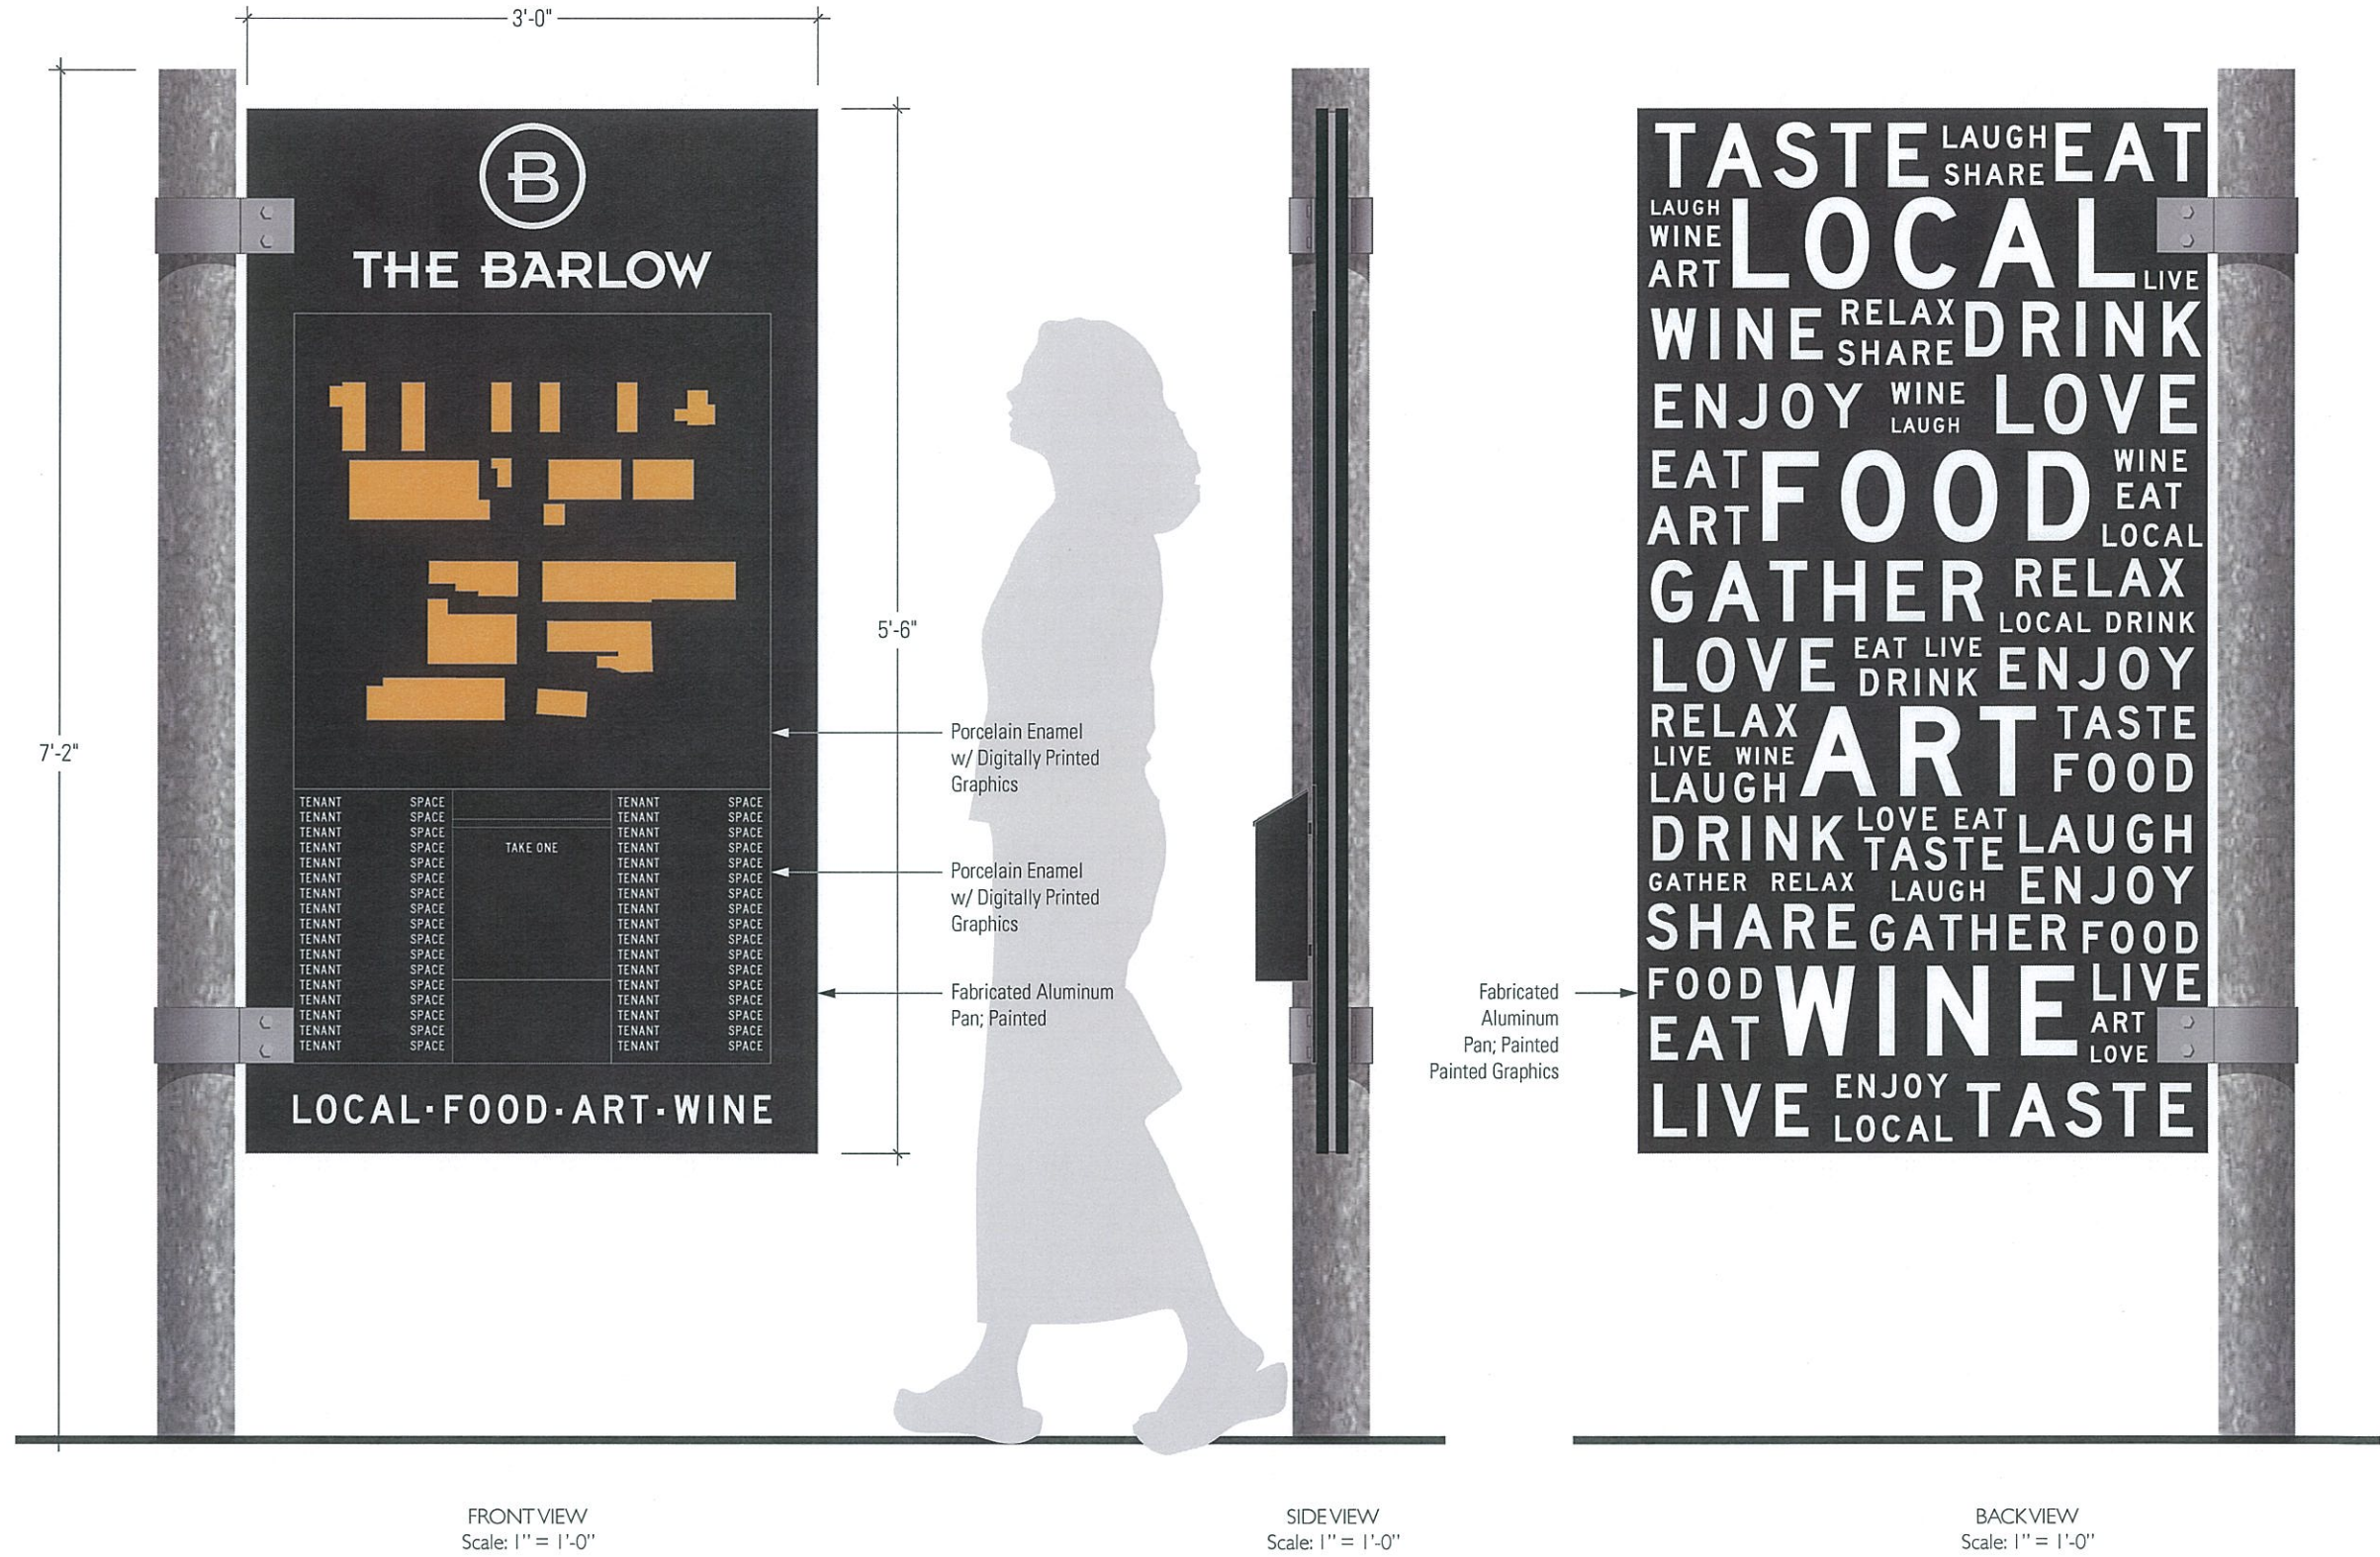 3'-0"
7'-2"
B
THE BARLOW
5'-6"
TENANT SPACE TENANT SPACE
TENANT SPACE TENANT SPACE
TENANT SPACE TENANT SPACE
TENANT SPACE TAKE ONE TENANT SPACE
TENANT SPACE TENANT SPACE
TENANT SPACE TENANT SPACE
TENANT SPACE TENANT SPACE
TENANT SPACE TENANT SPACE
TENANT SPACE TENANT SPACE
TENANT SPACE TENANT SPACE
TENANT SPACE TENANT SPACE
TENANT SPACE TENANT SPACE
TENANT SPACE TENANT SPACE
TENANT SPACE TENANT SPACE
TENANT SPACE TENANT SPACE
TENANT SPACE TENANT SPACE
TENANT SPACE TENANT SPACE
LOCAL·FOOD·ART·WINE
Porcelain Enamel
w/ Digitally Printed
Graphics
Porcelain Enamel
w/ Digitally Printed
Graphics
Fabricated Aluminum
Pan; Painted
Fabricated
Aluminum
Pan; Painted
Painted Graphics
TASTE LAUGH SHARE EAT
LAUGH WINE ART LOCAL LIVE
WINE RELAX SHARE DRINK
ENJOY WINE LAUGH LOVE
EAT ART FOOD WINE EAT LOCAL
GATHER RELAX LOCAL DRINK
LOVE EAT LIVE DRINK ENJOY
RELAX LIVE WINE LAUGH ART TASTE FOOD
DRINK LOVE EAT TASTE LAUGH
GATHER RELAX LAUGH ENJOY
SHARE GATHER FOOD
FOOD EAT WINE LIVE ART LOVE
LIVE ENJOY LOCAL TASTE
FRONT VIEW
Scale: 1" = 1'-0"
SIDE VIEW
Scale: 1" = 1'-0"
BACK VIEW
Scale: 1" = 1'-0"